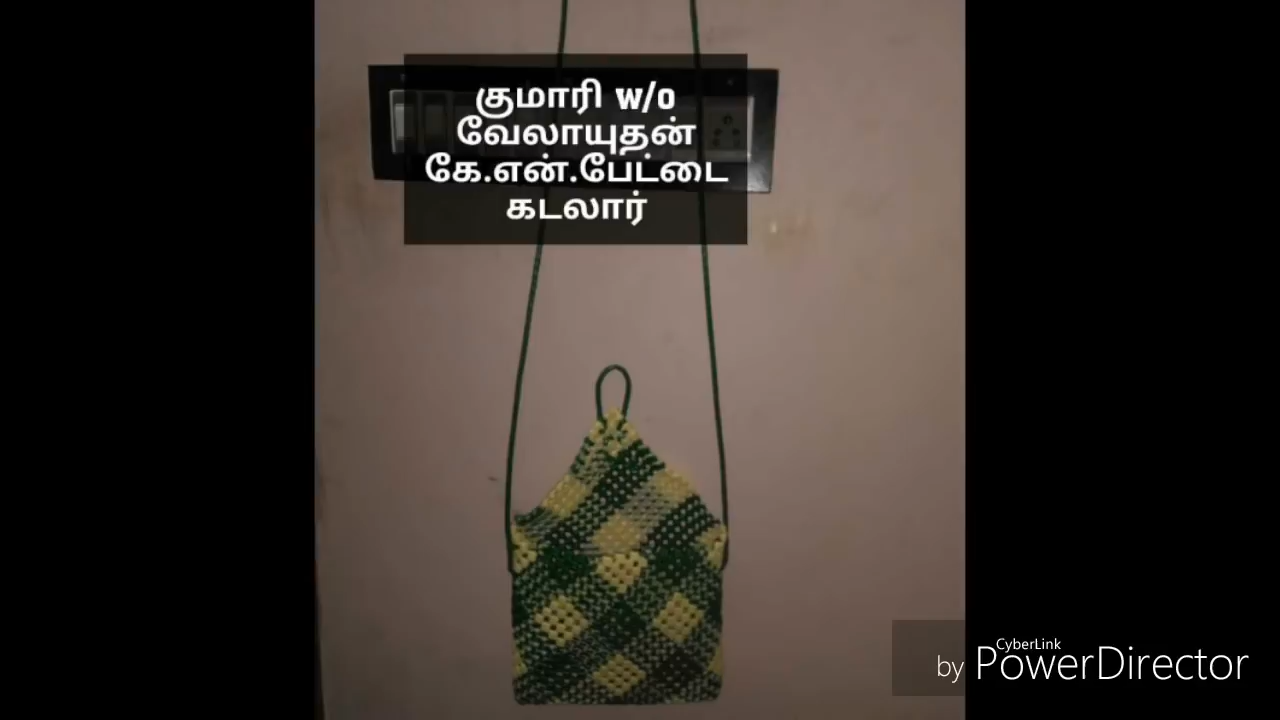 குமாரி W/O
வேலாயுதன்
கே.என்.பேட்டை
கடலார்
CyberLink
by PowerDirector